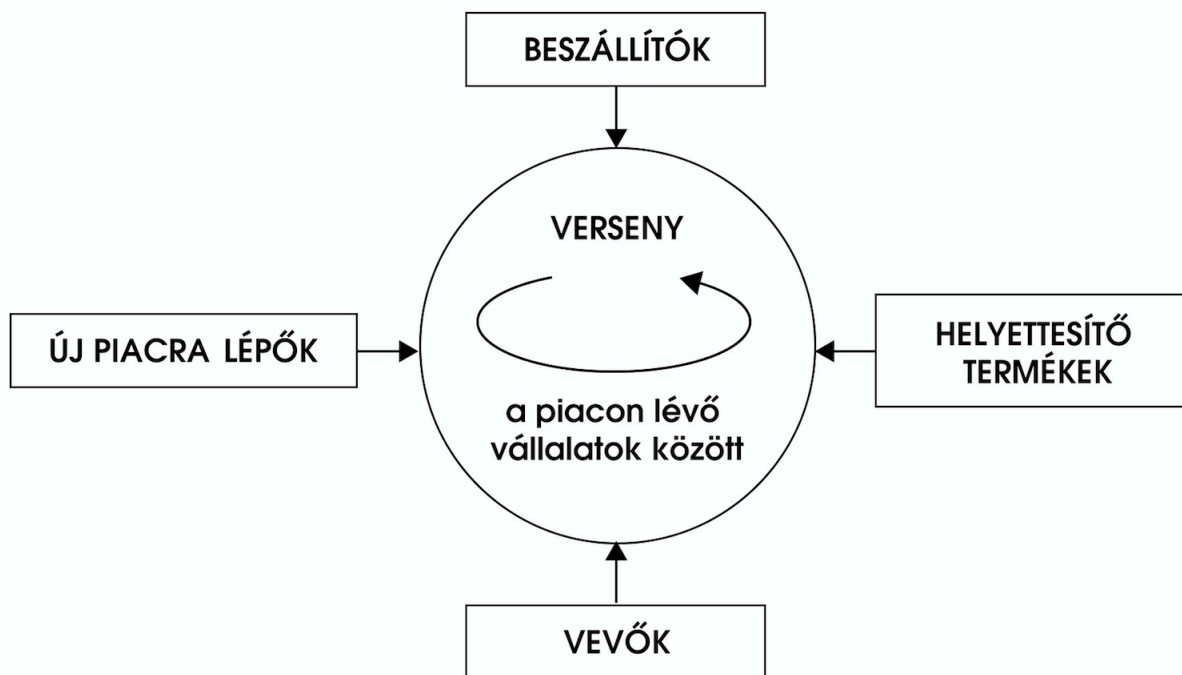 BESZÁLLÍTÓK
VERSENY
ÚJ PIACRA LÉPŐK
HELYETTESÍTŐ
TERMÉKEK
a piacon lévő
vállalatok között
VEVŐK